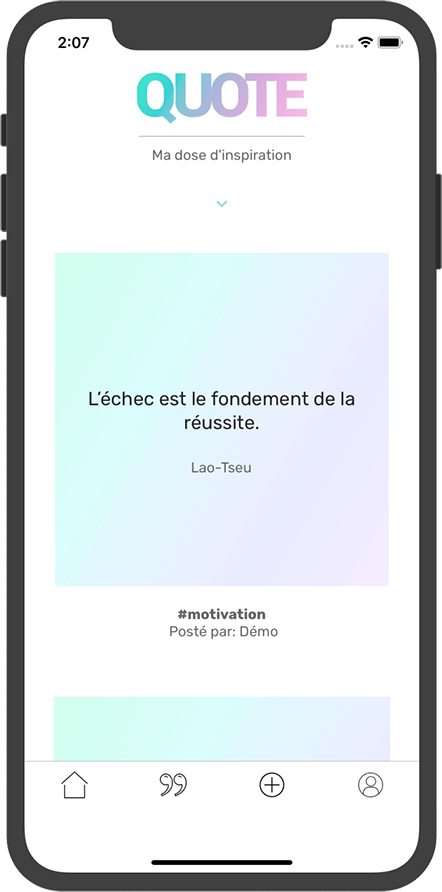 2:07
QUOTE
Ma dose d'inspiration
L’échec est le fondement de la
réussite.
Lao-Tseu
#motivation
Posté par: Démo